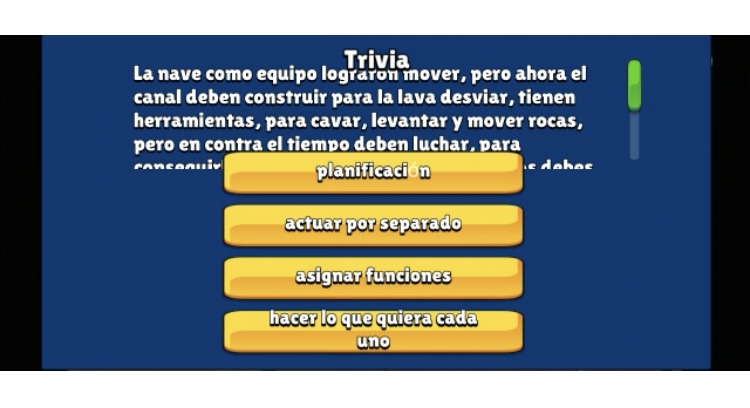 Trivia
La nave como equipo lograron mover, pero ahora el
canal deben construir para la lava desviar, tienen
herramientas, para cavar, levantar y mover rocas,
pero en contra el tiempo deben luchar, para
debes
planificación
actuar por separado
asignar funciones
hacer lo que quiera cada
uno